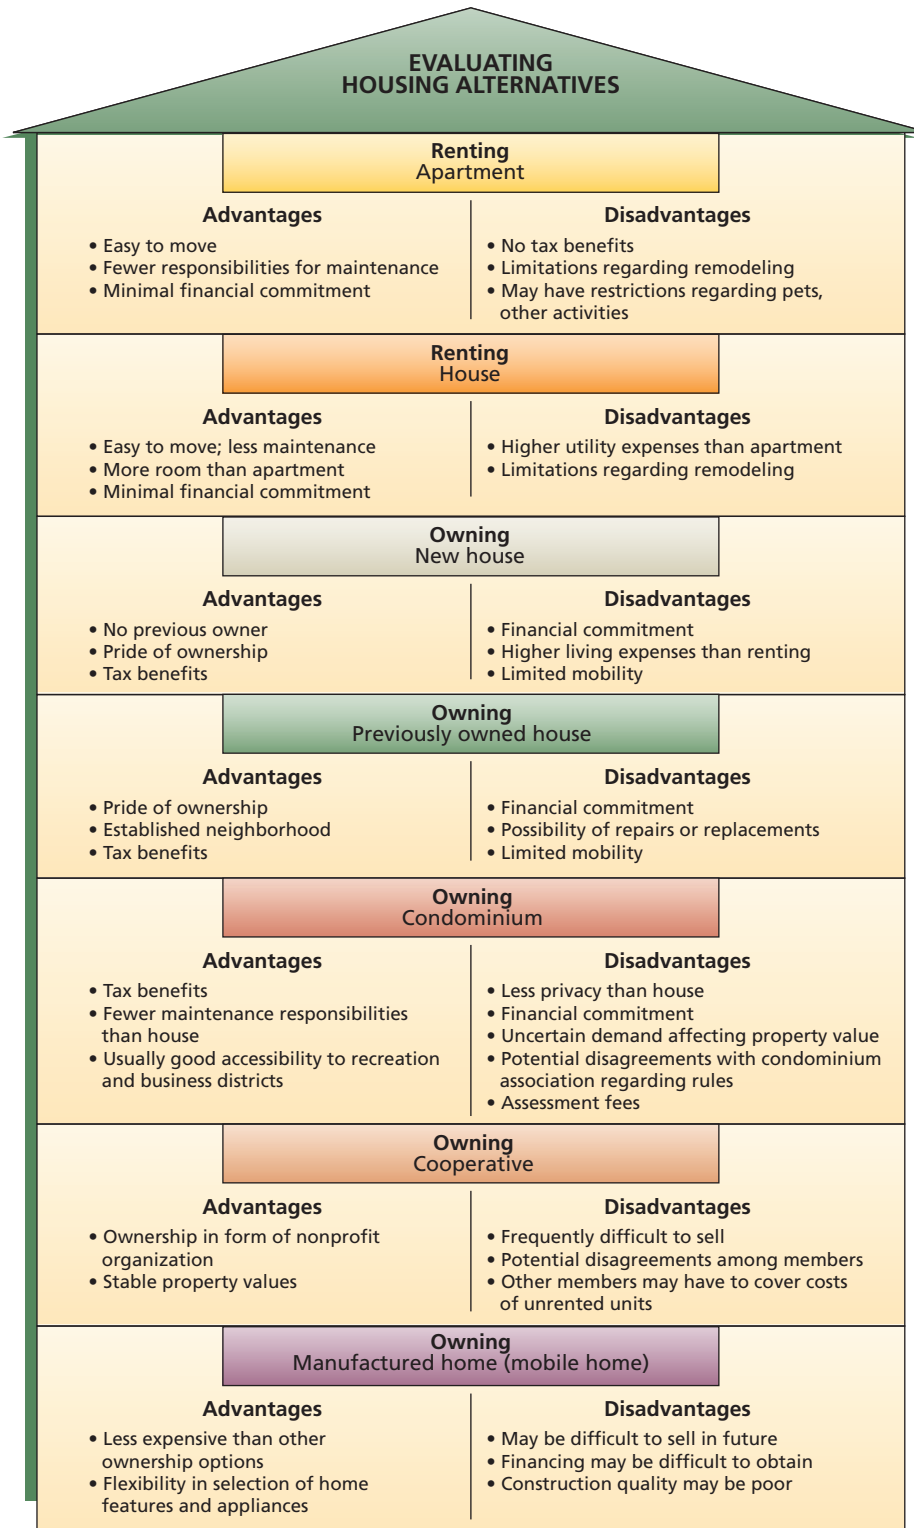 EVALUATING
HOUSING ALTERNATIVES
Renting
Apartment
Advantages
• Easy to move
• Fewer responsibilities for maintenance
• Minimal financial commitment
Disadvantages
• No tax benefits
• Limitations regarding remodeling
• May have restrictions regarding pets,
other activities
Renting
House
Advantages
• Easy to move; less maintenance
• More room than apartment
• Minimal financial commitment
Disadvantages
• Higher utility expenses than apartment
• Limitations regarding remodeling
Owning
New house
Advantages
• No previous owner
• Pride of ownership
• Tax benefits
Disadvantages
• Financial commitment
• Higher living expenses than renting
• Limited mobility
Owning
Previously owned house
Advantages
• Pride of ownership
• Established neighborhood
• Tax benefits
Disadvantages
• Financial commitment
• Possibility of repairs or replacements
• Limited mobility
Owning
Condominium
Advantages
• Tax benefits
• Fewer maintenance responsibilities
than house
• Usually good accessibility to recreation
and business districts
Disadvantages
• Less privacy than house
• Financial commitment
• Uncertain demand affecting property value
• Potential disagreements with condominium
association regarding rules
• Assessment fees
Owning
Cooperative
Advantages
• Ownership in form of nonprofit
organization
• Stable property values
Disadvantages
• Frequently difficult to sell
• Potential disagreements among members
• Other members may have to cover costs
of unrented units
Owning
Manufactured home (mobile home)
Advantages
• Less expensive than other
ownership options
• Flexibility in selection of home
features and appliances
Disadvantages
• May be difficult to sell in future
• Financing may be difficult to obtain
• Construction quality may be poor